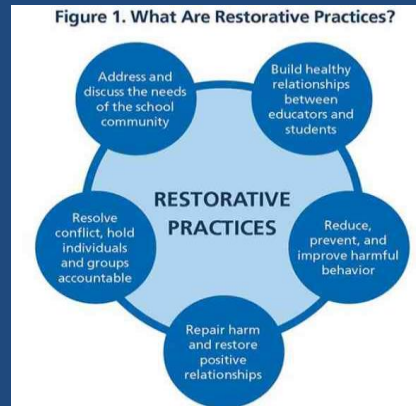 Figure 1. What Are Restorative Practices?
Address and
discuss the needs
of the school
community
Build healthy
relationships
between
educators and
students
RESTORATIVE
PRACTICES
Resolve
conflict, hold
individuals
and groups
accountable
Reduce,
prevent, and
improve harmful
behavior
Repair harm
and restore
positive
relationships